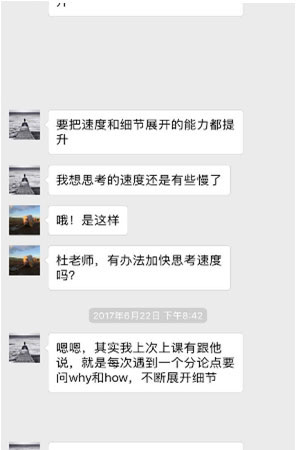 升
要把速度和细节展开的能力都提
升
我想思考的速度还是有些慢了
哦！是这样
杜老师，有办法加快思考速度
吗？
2017年6月22日 下午8:42
嗯嗯，其实我上次上课有跟他
说，就是每次遇到一个分论点要
问why和how，不断展开细节